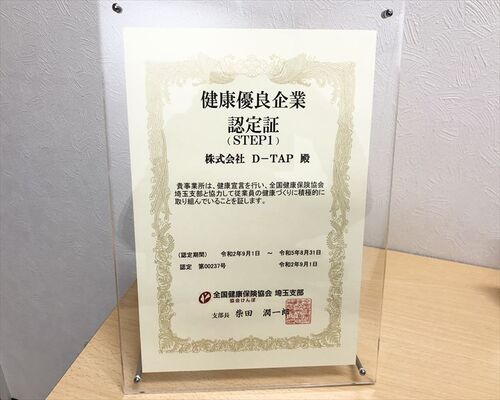 健康優良企業
認定証
(STEP1)
株式会社 D-TAP 殿
貴事業所は、健康宣言を行い、全国健康保険協会
埼玉支部と協力して従業員の健康づくりに積極的に
取り組んでいることを証します。
(認定期間) 令和2年9月1日 ～ 令和5年8月31日
認定 第00237号 令和2年9月1日
全国健康保険協会 埼玉支部
協会けんぽ
支部長 柴田 潤一郎